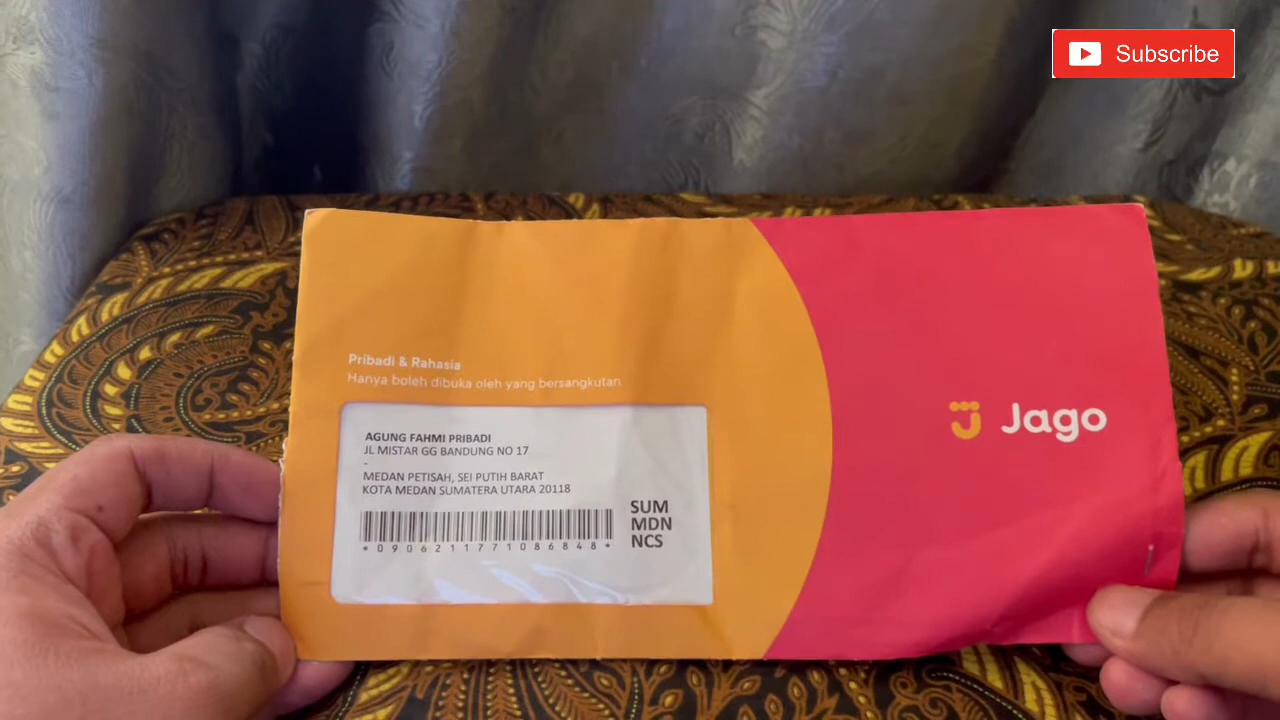 Subscribe
Pribadi & Rahasia
Hanya boleh dibuka oleh yang bersangkutan
Jago
AGUNG FAHMI PRIBADI
JL MISTAR GG BANDUNG NO 17
-
MEDAN PETISAH, SEI PUTIH BARAT
KOTA MEDAN SUMATERA UTARA 20118
SUM
MDN
NCS
*0906211771086848*